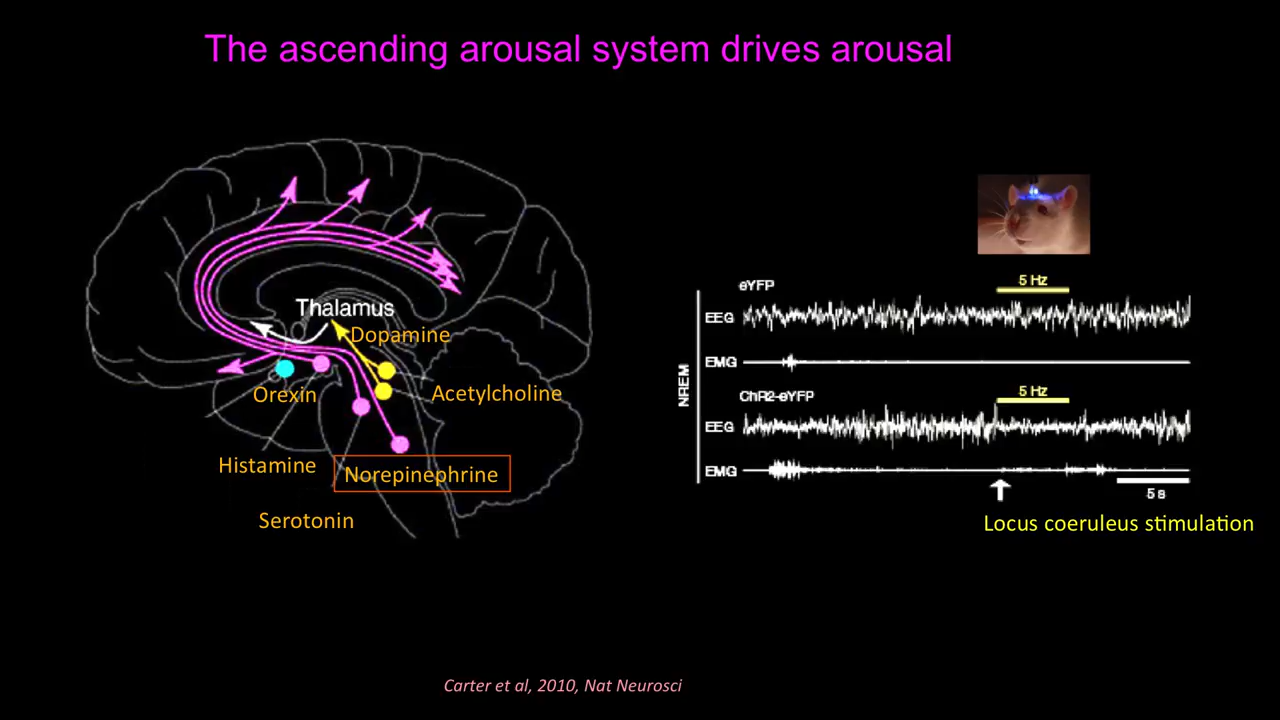 The ascending arousal system drives arousal
Thalamus
Dopamine
Orexin
Acetylcholine
Histamine
Norepinephrine
Serotonin
NREM
eYFP
5 Hz
EEG
EMG
ChR2-eYFP
5 Hz
EEG
EMG
5 s
Locus coeruleus stimulation
Carter et al, 2010, Nat Neurosci